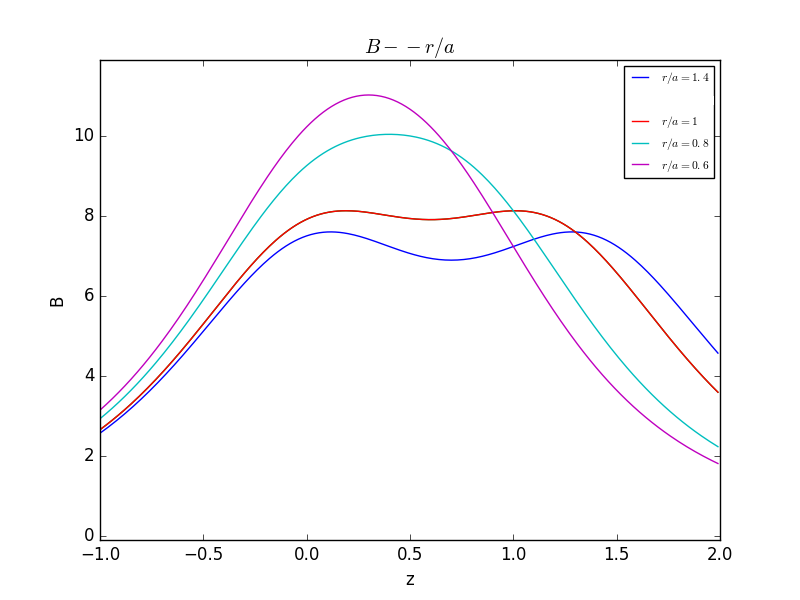 B − − r/a
r/a = 1.4
r/a = 1
r/a = 0.8
r/a = 0.6
B
10
8
6
4
2
0
−1.0 −0.5 0.0 0.5 1.0 1.5 2.0
z